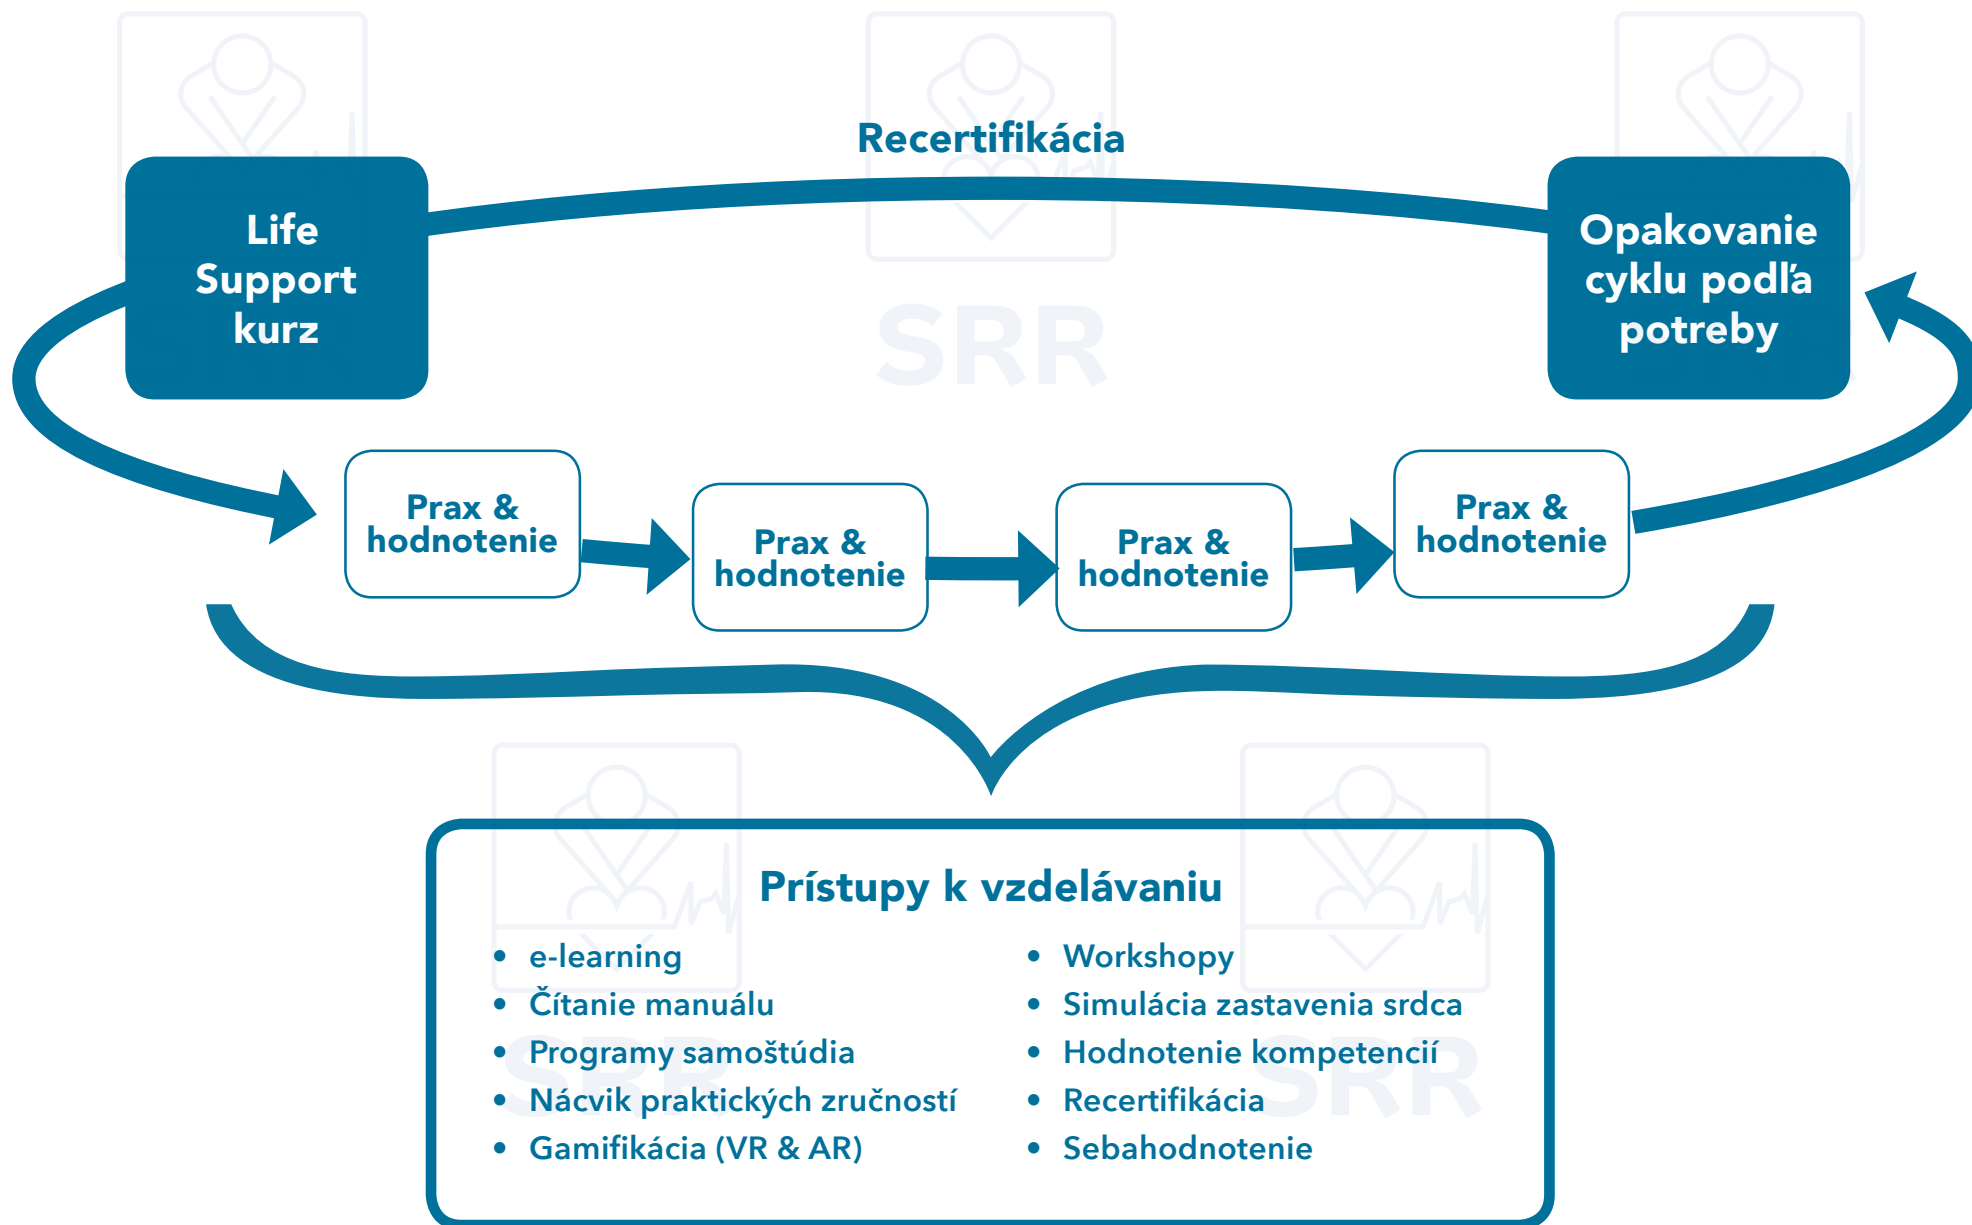 Recertifikácia
Life
Support
kurz
Opakovanie
cyklu podľa
potreby
SRR
Prax &
hodnotenie
Prax &
hodnotenie
Prax &
hodnotenie
Prax &
hodnotenie
Prístupy k vzdelávaniu
• e-learning
• Čítanie manuálu
• Programy samoštúdia
• Nácvik praktických zručností
• Gamifikácia (VR & AR)
• Workshopy
• Simulácia zastavenia srdca
• Hodnotenie kompetencií
• Recertifikácia
• Sebahodnotenie
SRR
SRR